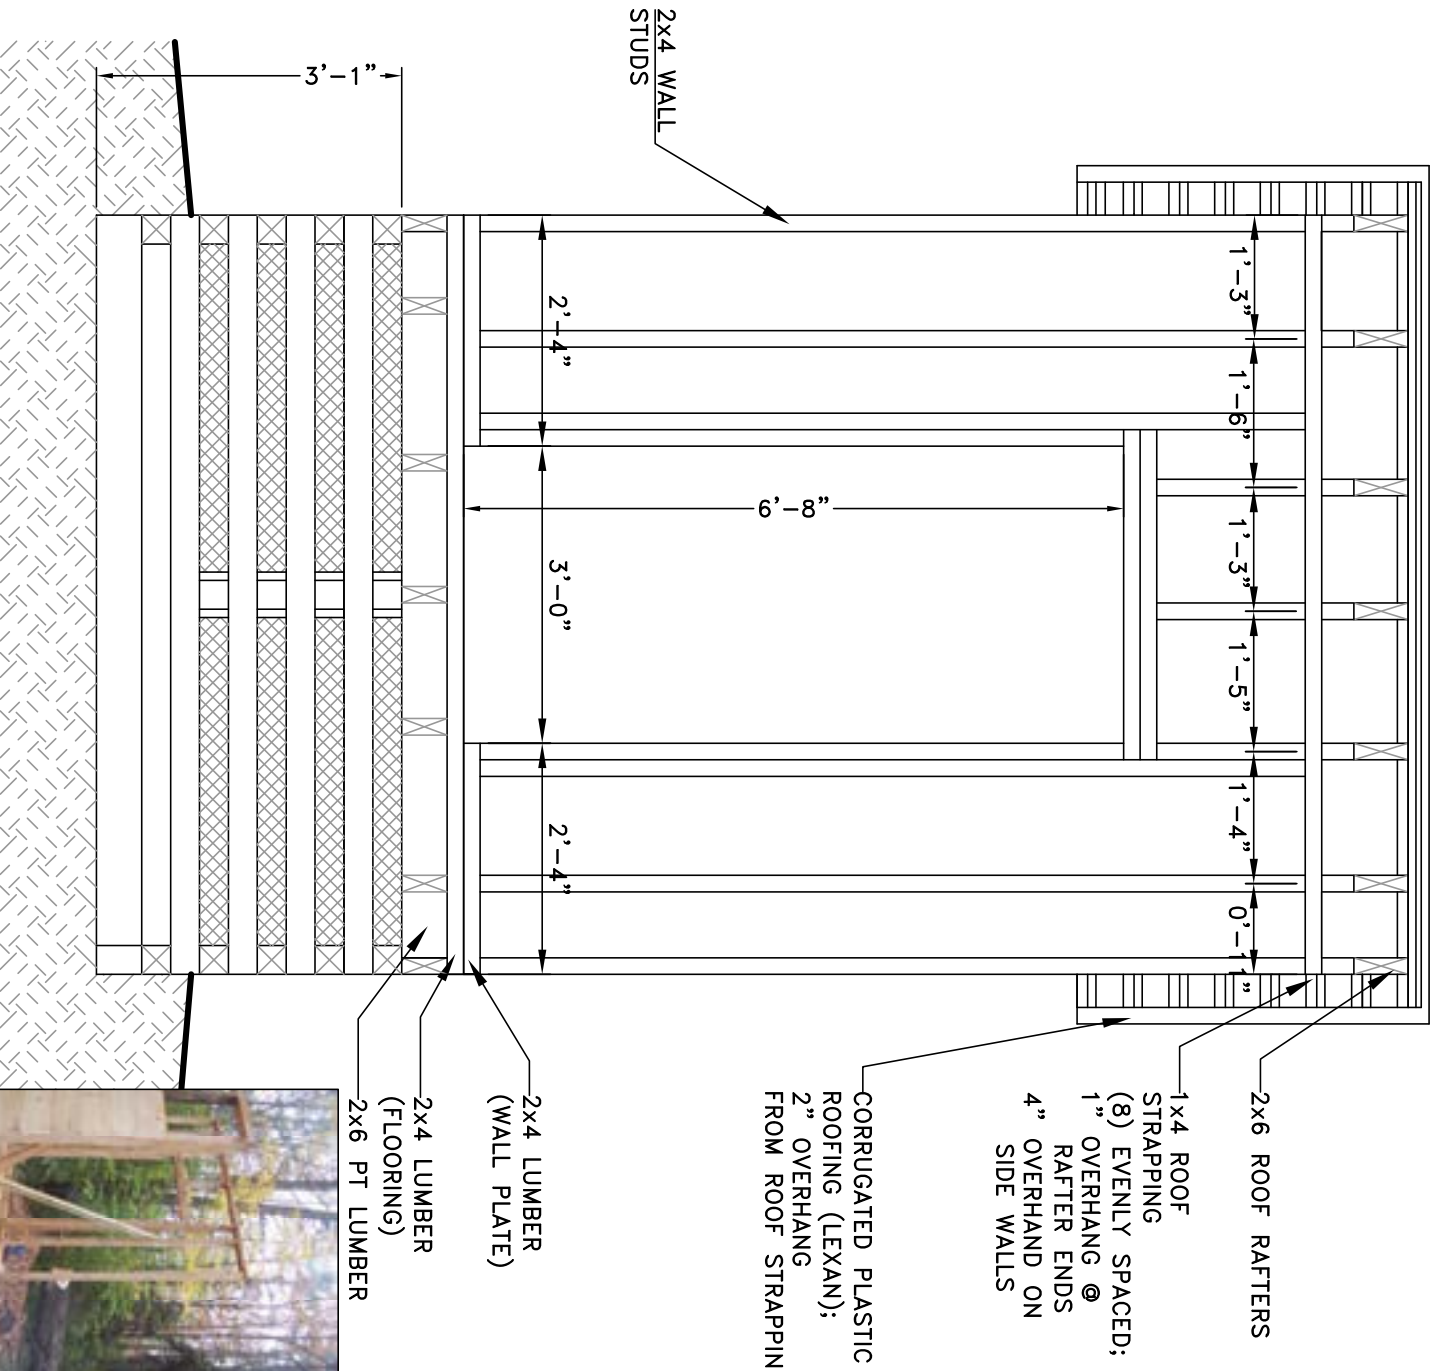 2x6 ROOF RAFTERS
1x4 ROOF
STRAPPING
(8) EVENLY SPACED;
1" OVERHANG @
RAFTER ENDS
4" OVERHAND ON
SIDE WALLS
CORRUGATED PLASTIC
ROOFING (LEXAN);
2" OVERHANG
FROM ROOF STRAPPIN
2x4 LUMBER
(WALL PLATE)
2x4 LUMBER
(FLOORING)
2x6 PT LUMBER
1'-3"
1'-6"
1'-3"
1'-5"
1'-4"
0'-11"
6'-8"
2'-4"
3'-0"
2'-4"
2x4 WALL
STUDS
3'-1"